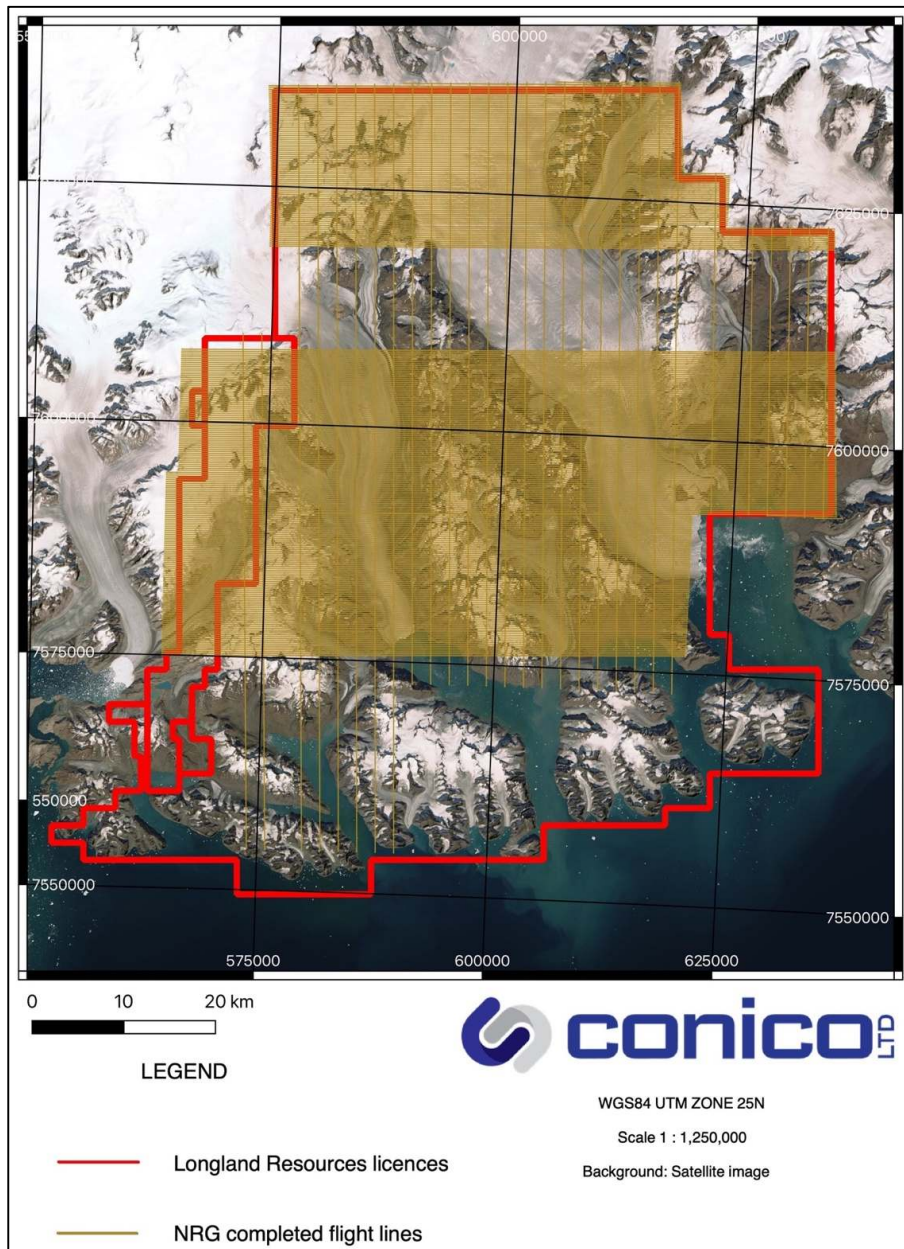 600000
7625000
7600000
7600000
7575000
7575000
550000
7550000
7550000
575000
600000
625000
0 10 20 km
conico LTD
LEGEND
WGS84 UTM ZONE 25N
Scale 1 : 1,250,000
Background: Satellite image
Longland Resources licences
NRG completed flight lines